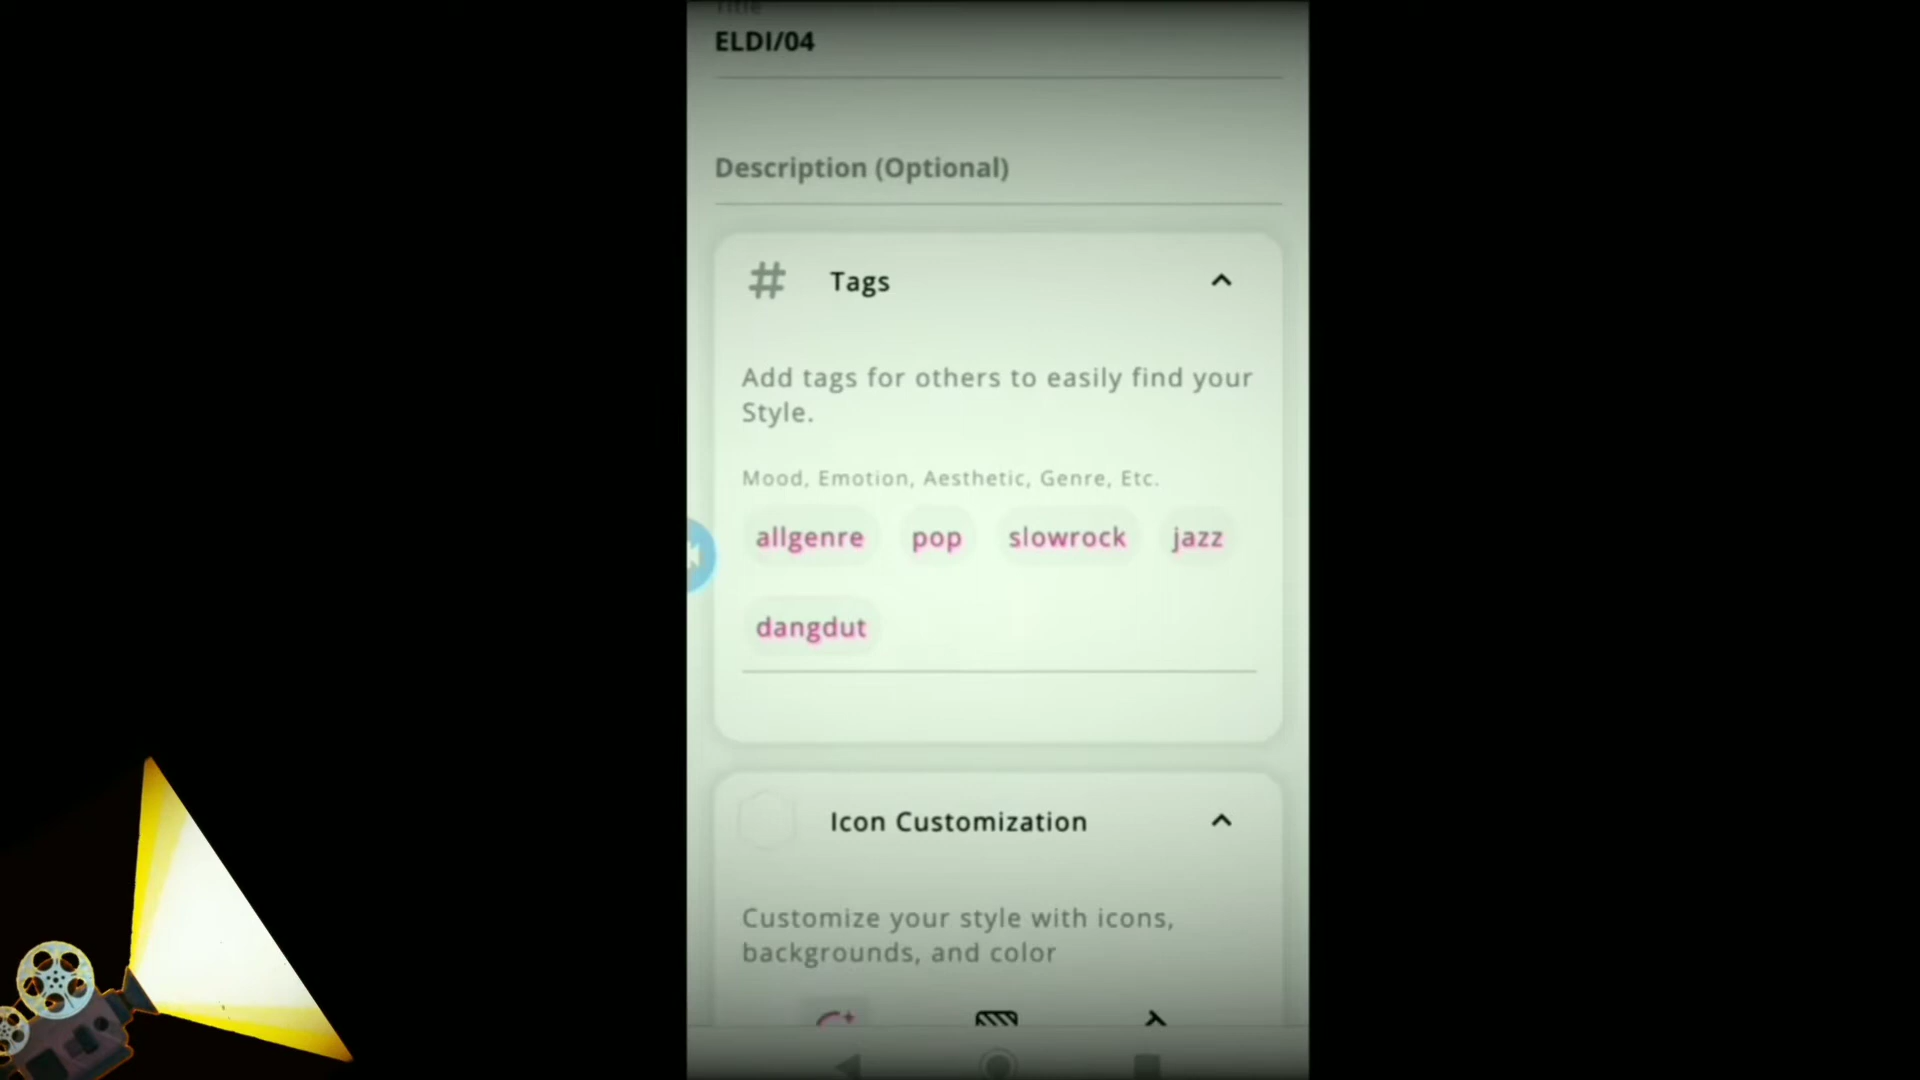 Title
ELDI/04
Description (Optional)
# Tags
Add tags for others to easily find your
Style.
Mood, Emotion, Aesthetic, Genre, Etc.
allgenre pop slowrock jazz
dangdut
Icon Customization
Customize your style with icons,
backgrounds, and color